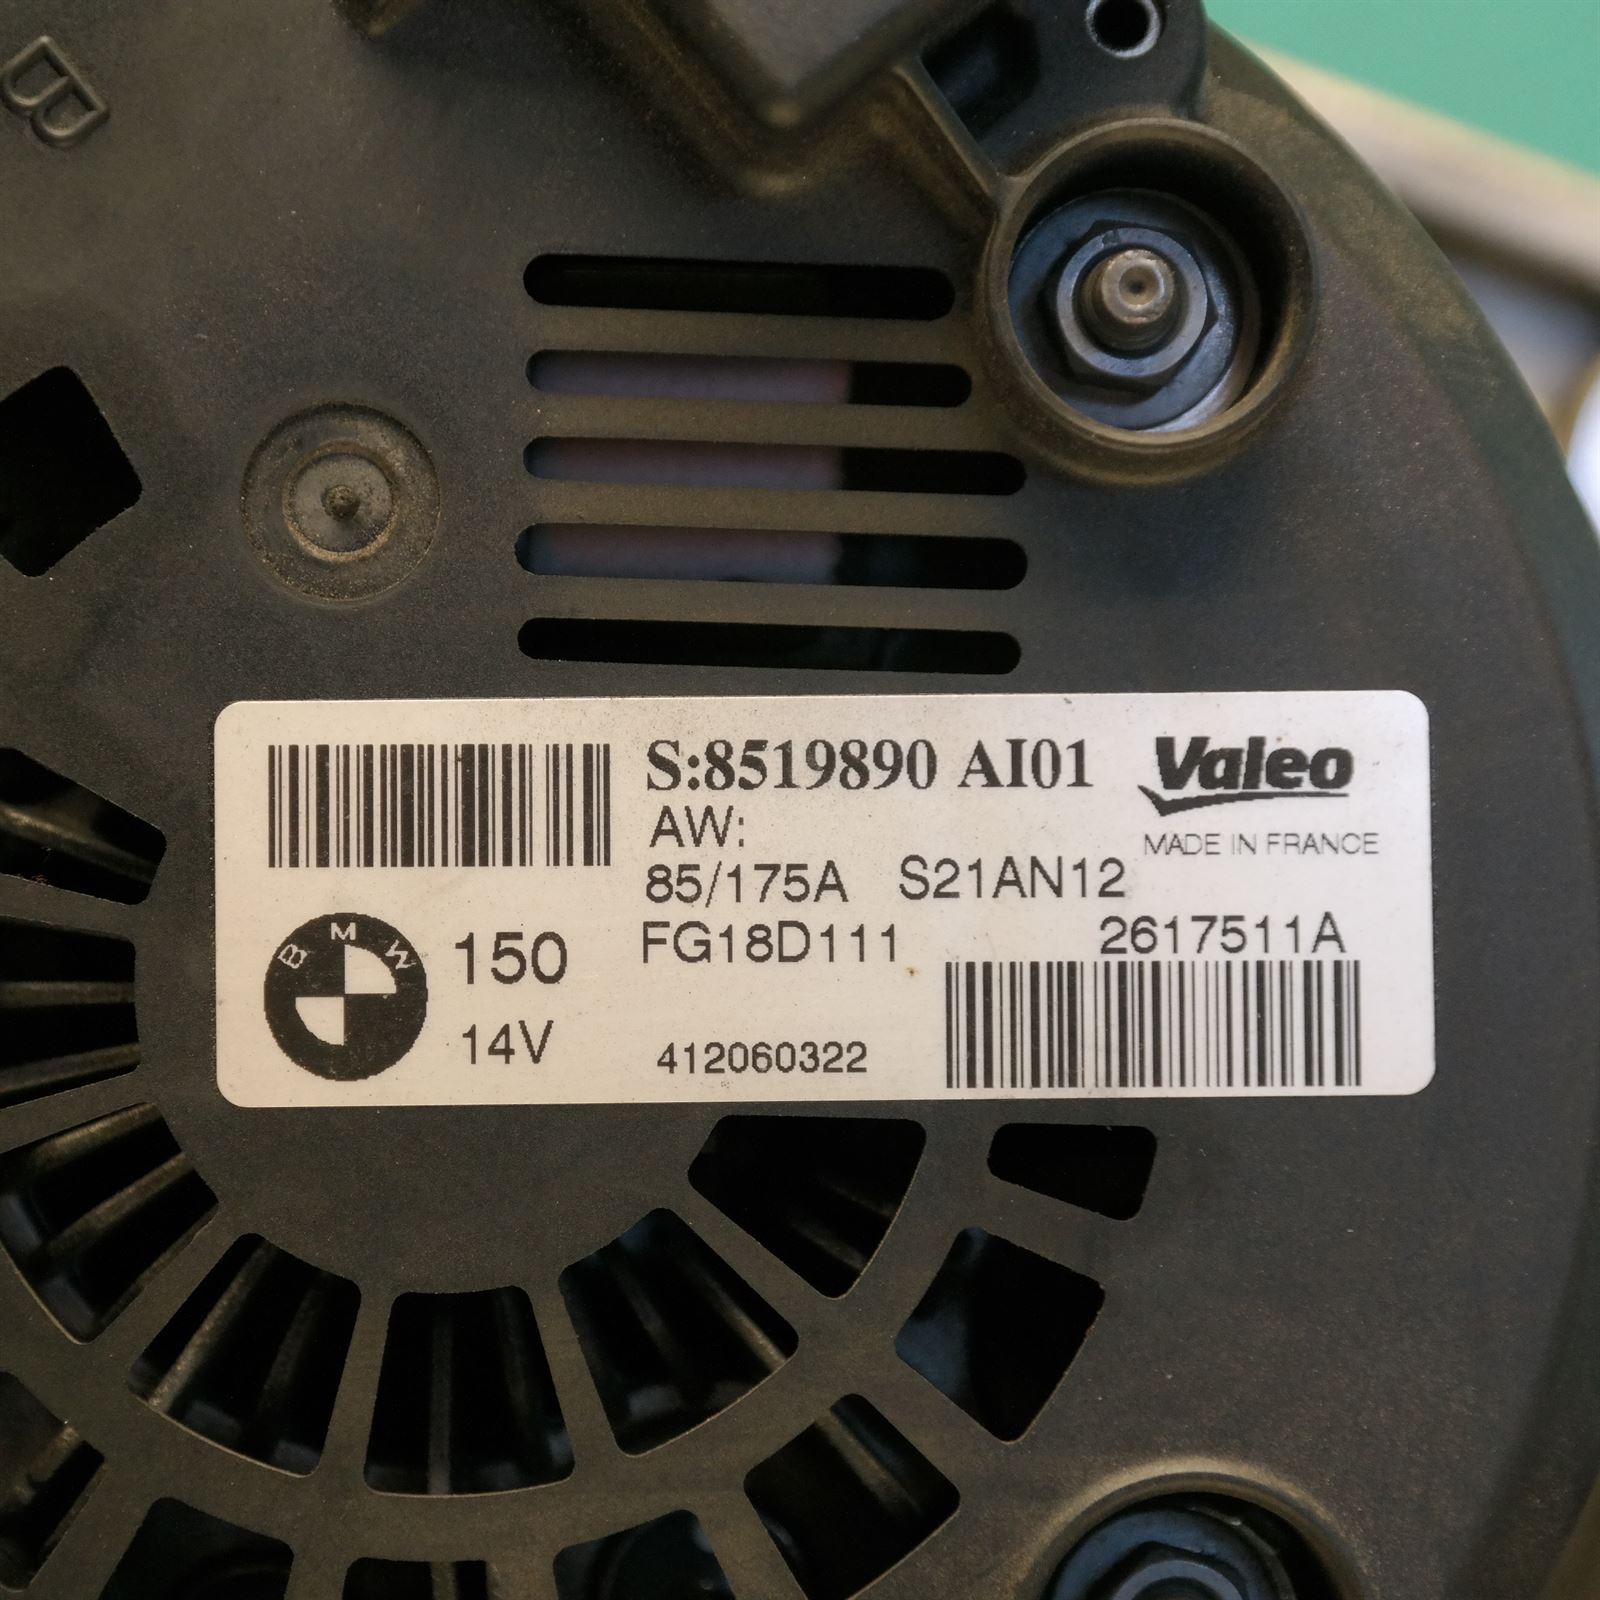 B
S:8519890 AI01
Valeo
AW:
MADE IN FRANCE
85/175A S21AN12
BMW
150
FG18D111
2617511A
14V
412060322